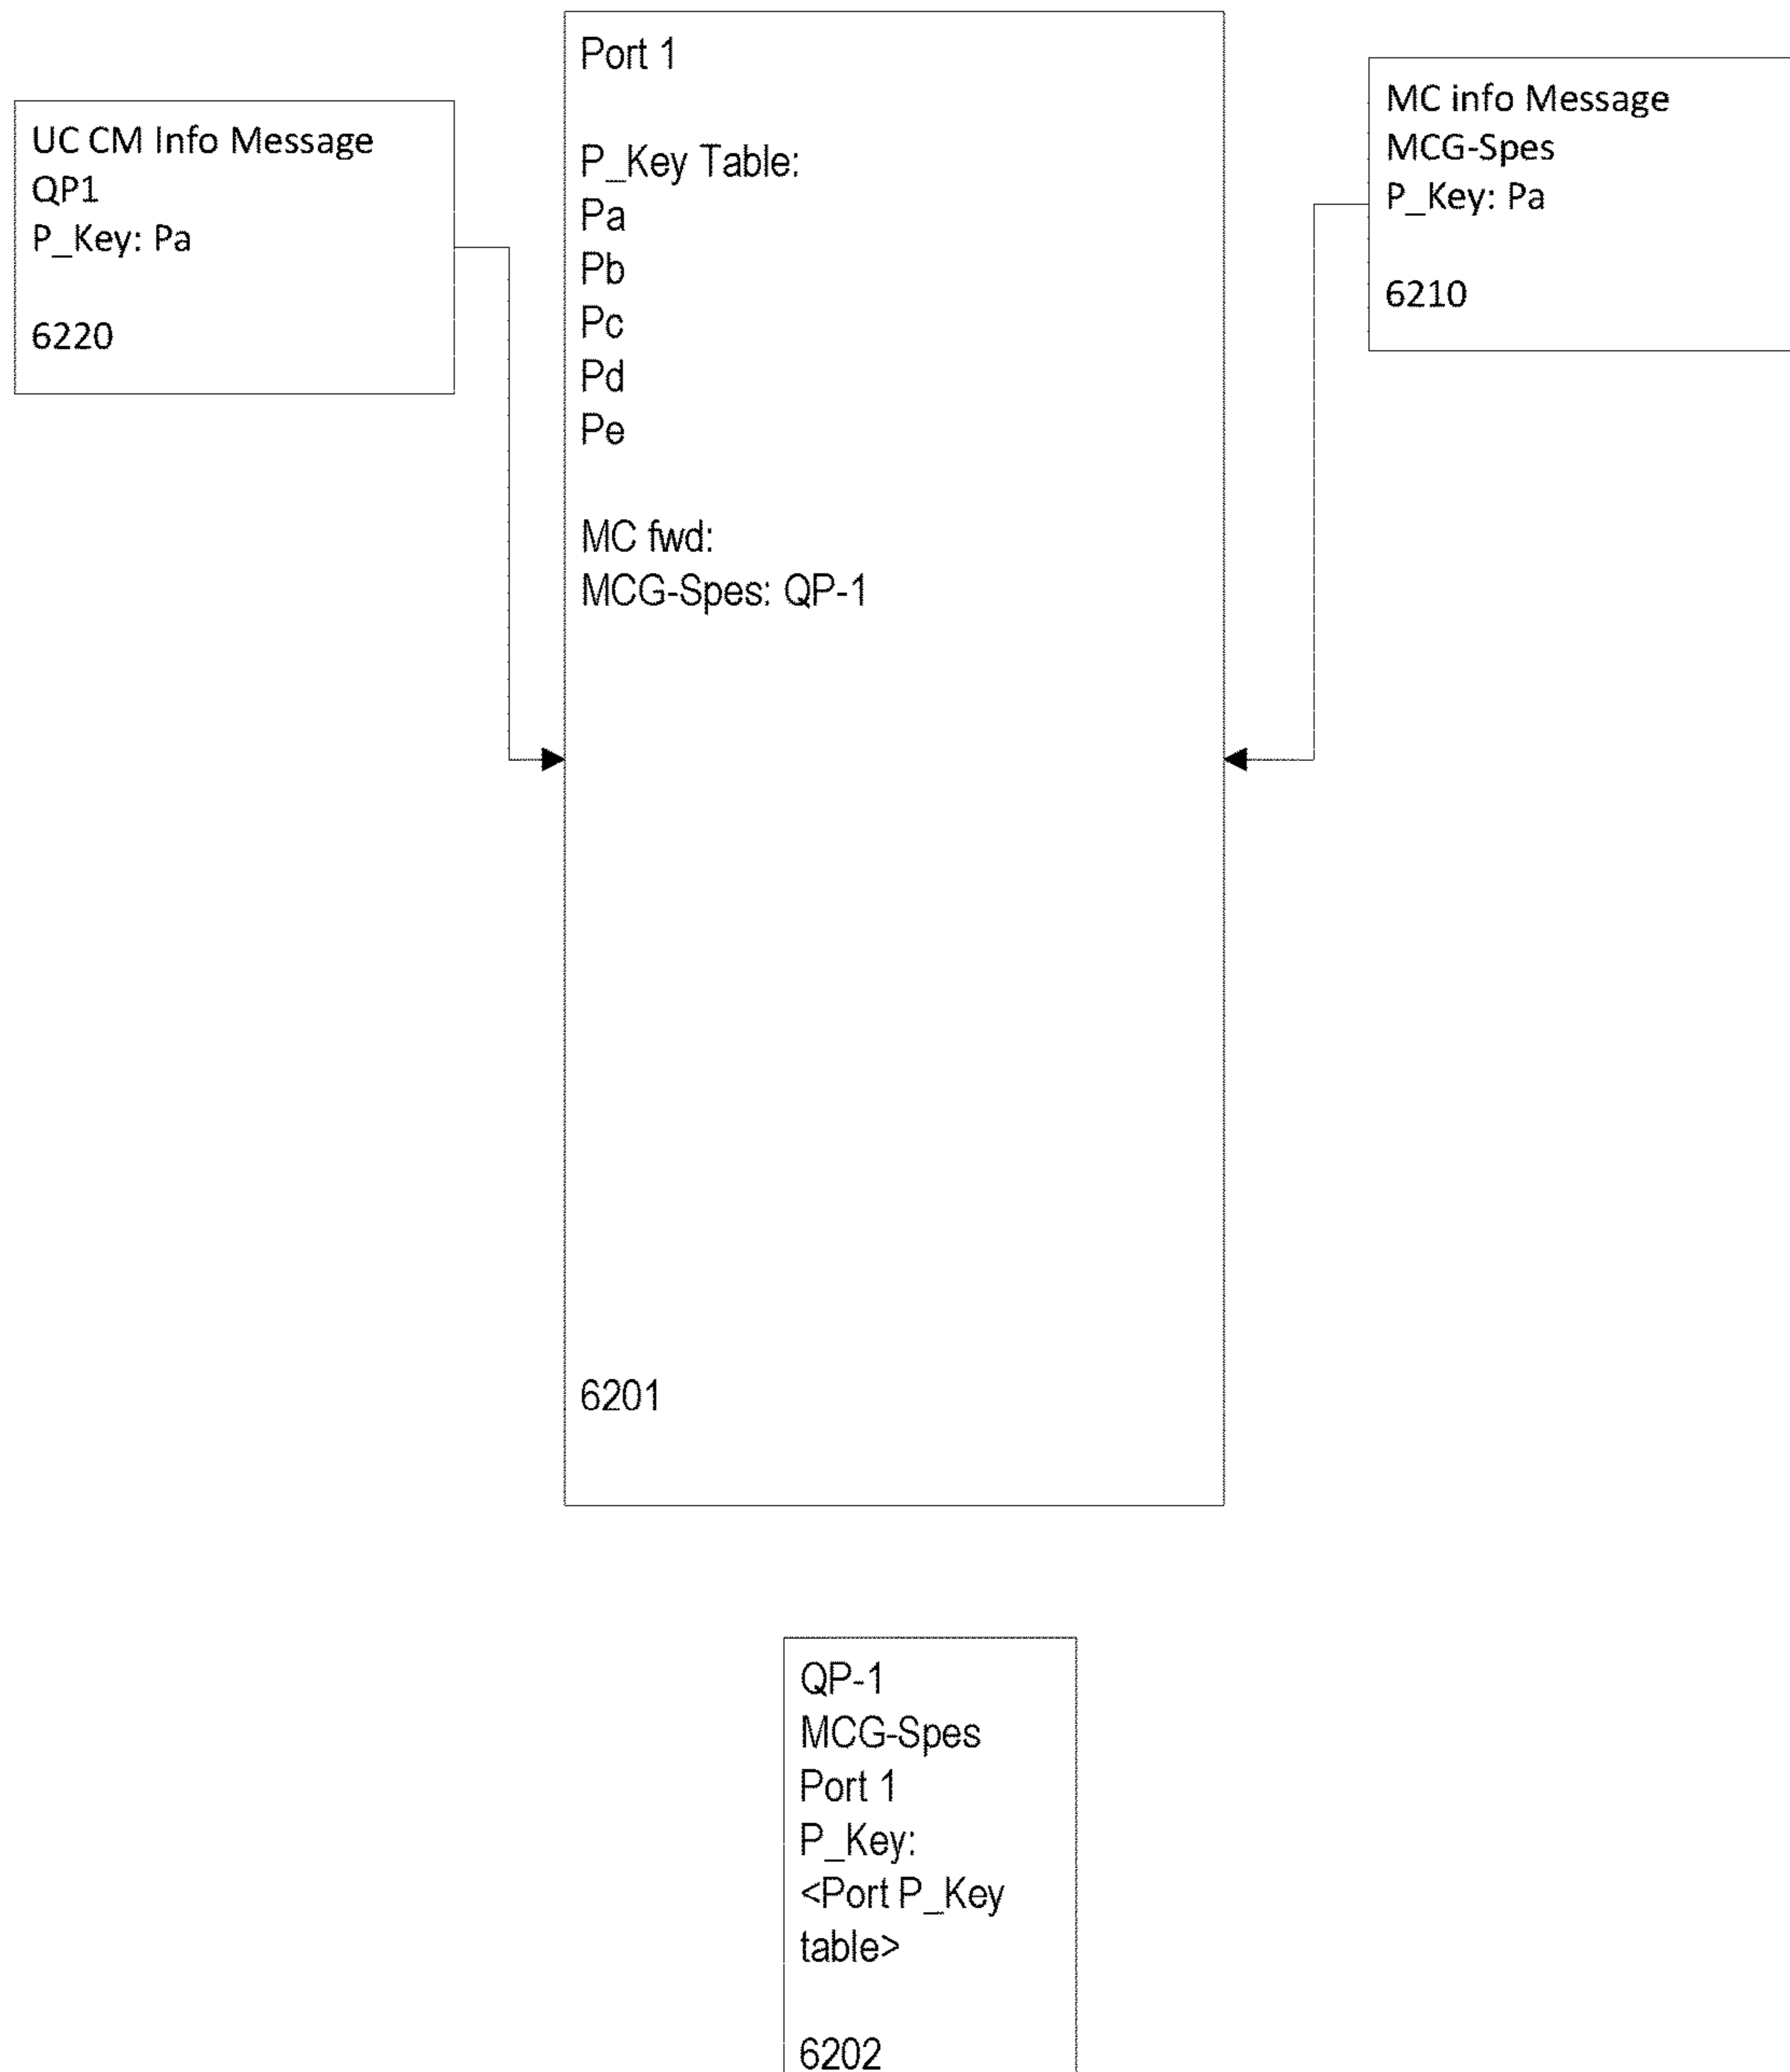 UC CM Info Message
QP1
P_Key: Pa
6220
Port 1
P_Key Table:
Pa
Pb
Pc
Pd
Pe
MC fwd:
MCG-Spes: QP-1
6201
MC info Message
MCG-Spes
P_Key: Pa
6210
QP-1
MCG-Spes
Port 1
P_Key:
<Port P_Key
table>
6202